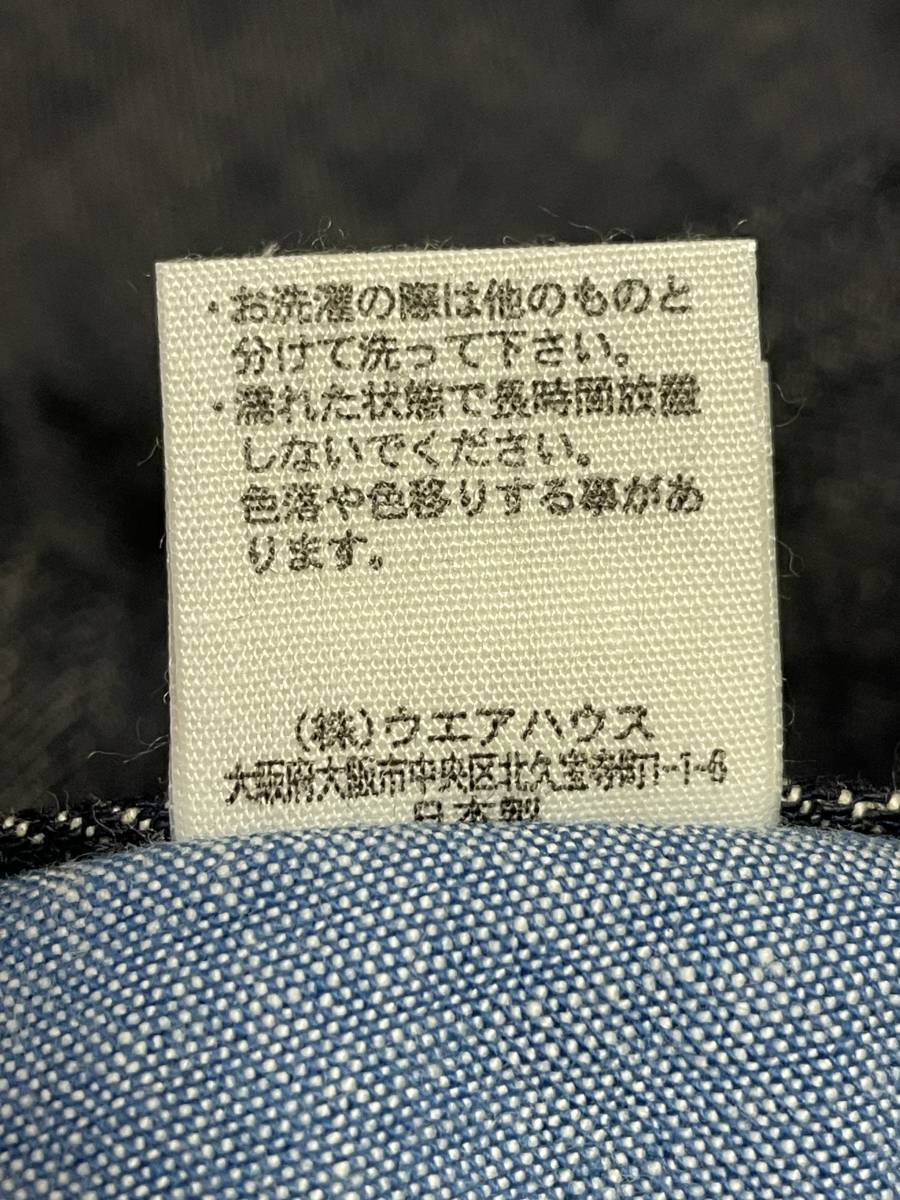 ・お洗濯の際は他のものと
分けて洗って下さい。
・濡れた状態で長時間放置
しないでください。
色落や色移りする事があ
ります。
(株)ウエアハウス
大阪府大阪市中央区北久宝寺町1-1-6
日本製